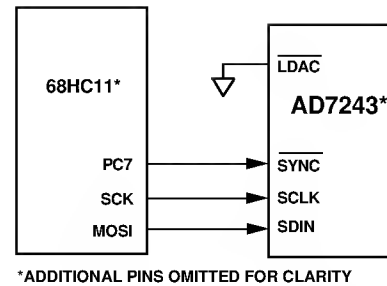 68HC11*
LDAC
AD7243*
PC7
SYNC
SCK
SCLK
MOSI
SDIN
*ADDITIONAL PINS OMITTED FOR CLARITY